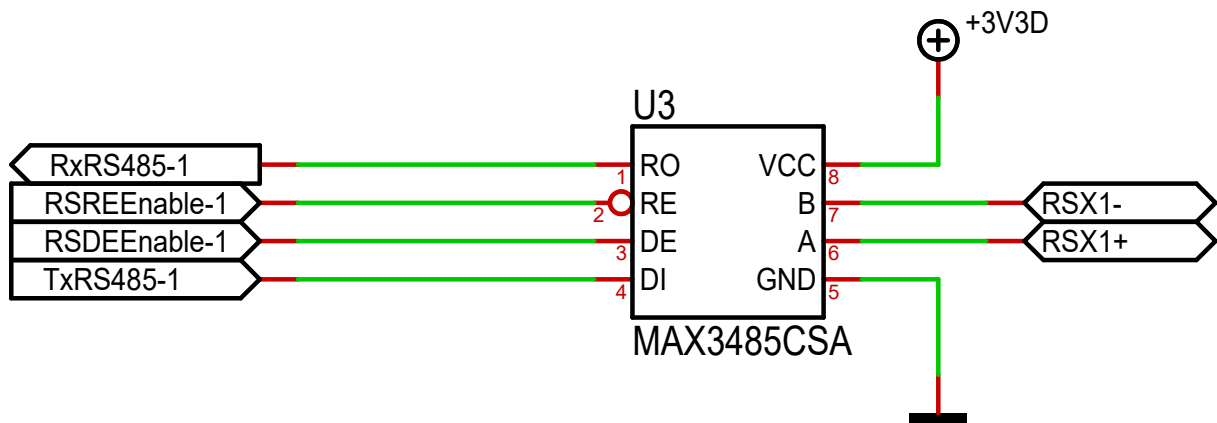 +3V3D
U3
RxRS485-1
1
RO
VCC
8
RSREEnable-1
2
RE
B
7
RSX1-
RSDEEnable-1
3
DE
A
6
RSX1+
TxRS485-1
4
DI
GND
5
MAX3485CSA